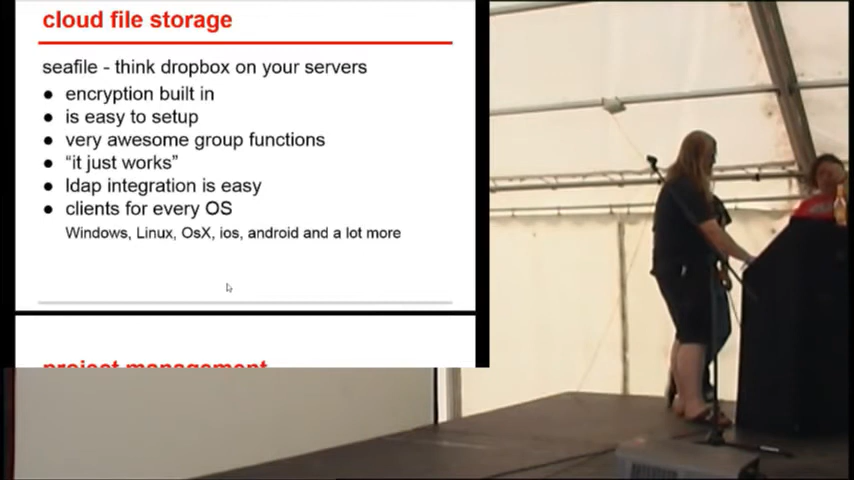 cloud file storage
seafile - think dropbox on your servers
● encryption built in
● is easy to setup
● very awesome group functions
● “it just works”
● ldap integration is easy
● clients for every OS
Windows, Linux, OsX, ios, android and a lot more
project management